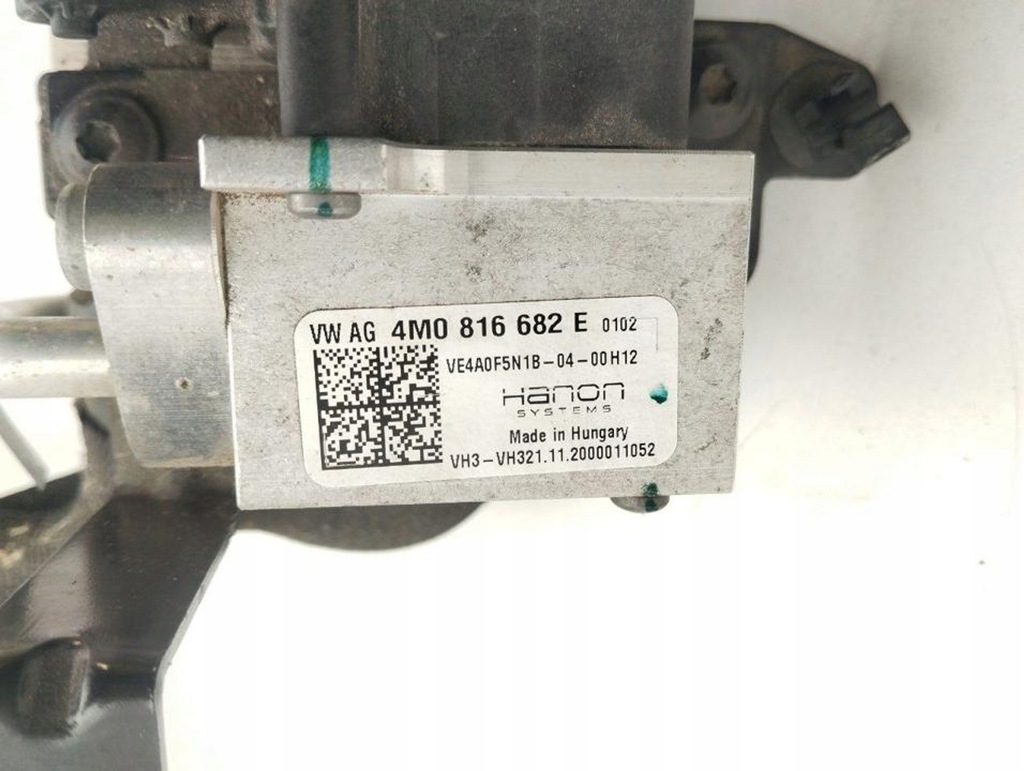 VW AG 4M0 816 682 E 0102
VE4A0F5N1B-04-00H12
Hanon
SYSTEMS
Made in Hungary
VH3-VH321.11.2000011052